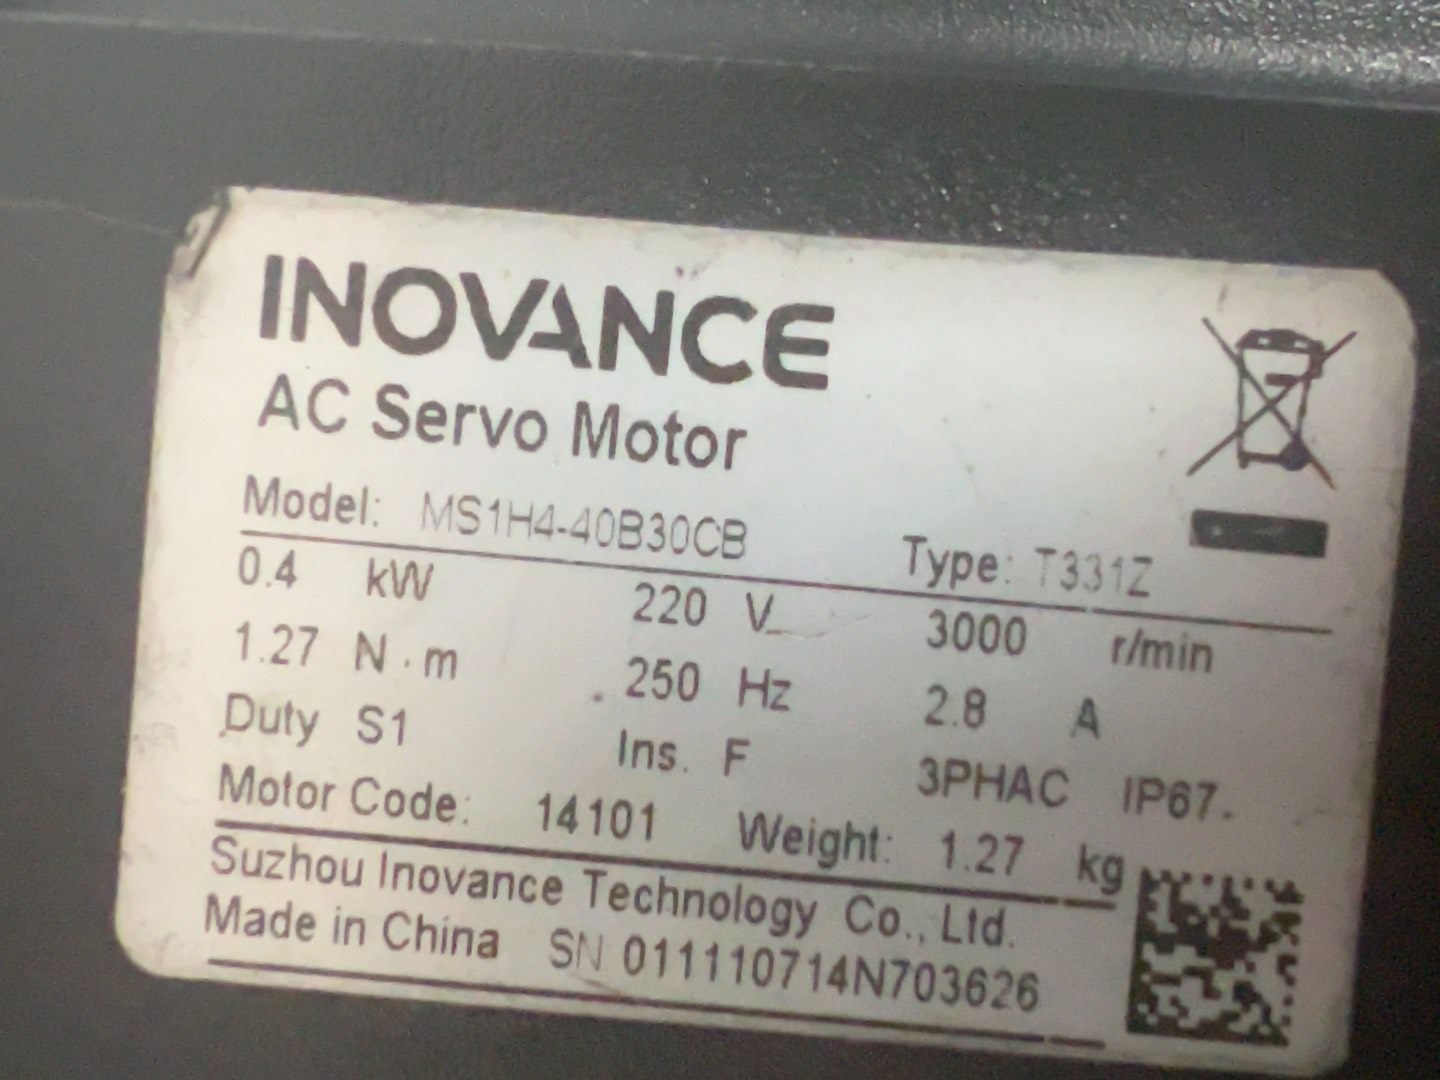 INOVANCE
AC Servo Motor
Model: MS1H4-40B30CB Type: T331Z
0.4 kW 220 V 3000 r/min
1.27 N·m 250 Hz 2.8 A
Duty S1 Ins. F 3PHAC IP67.
Motor Code: 14101 Weight: 1.27 kg
Suzhou Inovance Technology Co., Ltd.
Made in China SN 011110714N703626